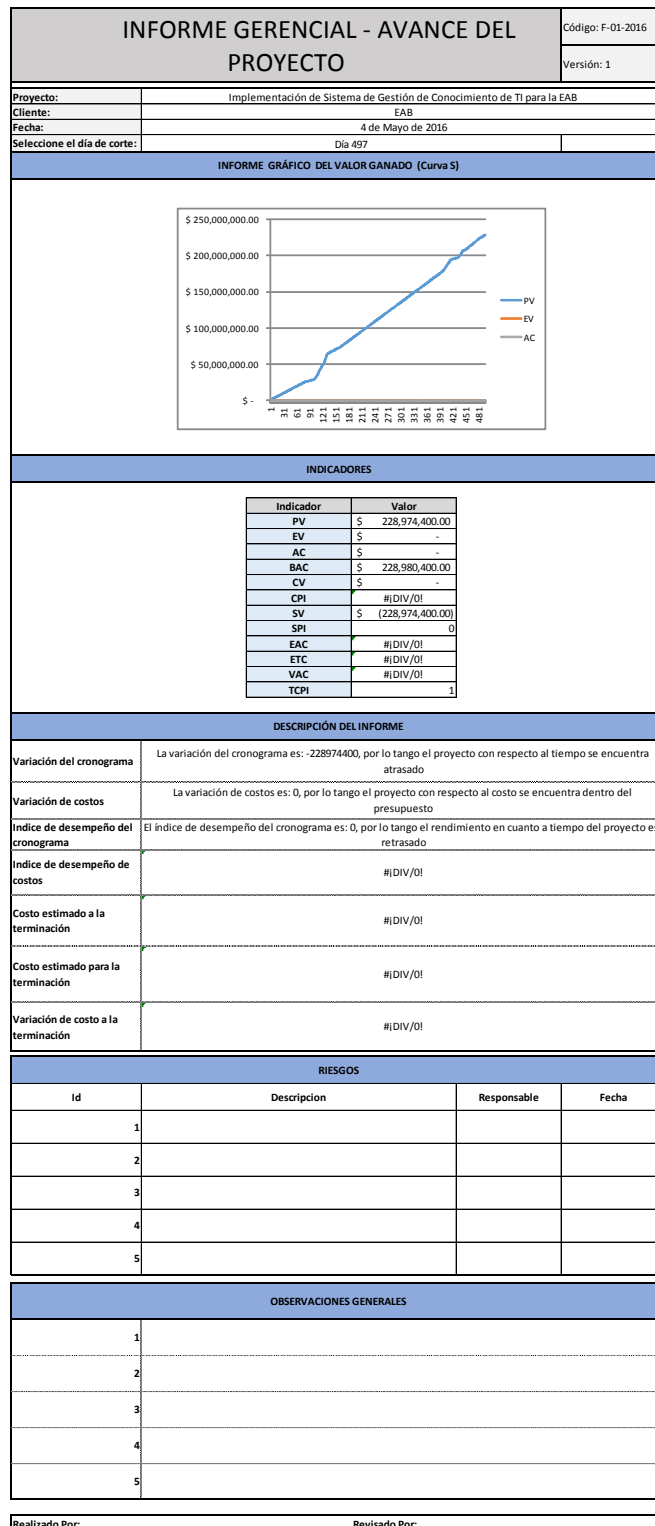 INFORME GERENCIAL - AVANCE DEL
PROYECTO
Código: F-01-2016
Versión: 1
Proyecto: Implementación de Sistema de Gestión de Conocimiento de TI para la EAB
Cliente: EAB
Fecha: 4 de Mayo de 2016
Seleccione el día de corte: Día 497
INFORME GRÁFICO DEL VALOR GANADO (Curva S)
$ 250,000,000.00
$ 200,000,000.00
$ 150,000,000.00
$ 100,000,000.00
$ 50,000,000.00
$ -
1 31 61 91 121 151 181 211 241 271 301 331 361 391 421 451 481
PV
EV
AC
INDICADORES
Indicador Valor
PV $ 228,974,400.00
EV $ -
AC $ -
BAC $ 228,980,400.00
CV $ -
CPI #¡DIV/0!
SV $ (228,974,400.00)
SPI 0
EAC #¡DIV/0!
ETC #¡DIV/0!
VAC #¡DIV/0!
TCPI 1
DESCRIPCIÓN DEL INFORME
Variación del cronograma
La variación del cronograma es: -228974400, por lo tango el proyecto con respecto al tiempo se encuentra
atrasado
Variación de costos
La variación de costos es: 0, por lo tango el proyecto con respecto al costo se encuentra dentro del
presupuesto
Indice de desempeño del
cronograma
El índice de desempeño del cronograma es: 0, por lo tango el rendimiento en cuanto a tiempo del proyecto e
retrasado
Indice de desempeño de
costos
#¡DIV/0!
Costo estimado a la
terminación
#¡DIV/0!
Costo estimado para la
terminación
#¡DIV/0!
Variación de costo a la
terminación
#¡DIV/0!
RIESGOS
Id Descripcion Responsable Fecha
1
2
3
4
5
OBSERVACIONES GENERALES
1
2
3
4
5
Realizado Por: Revisado Por: